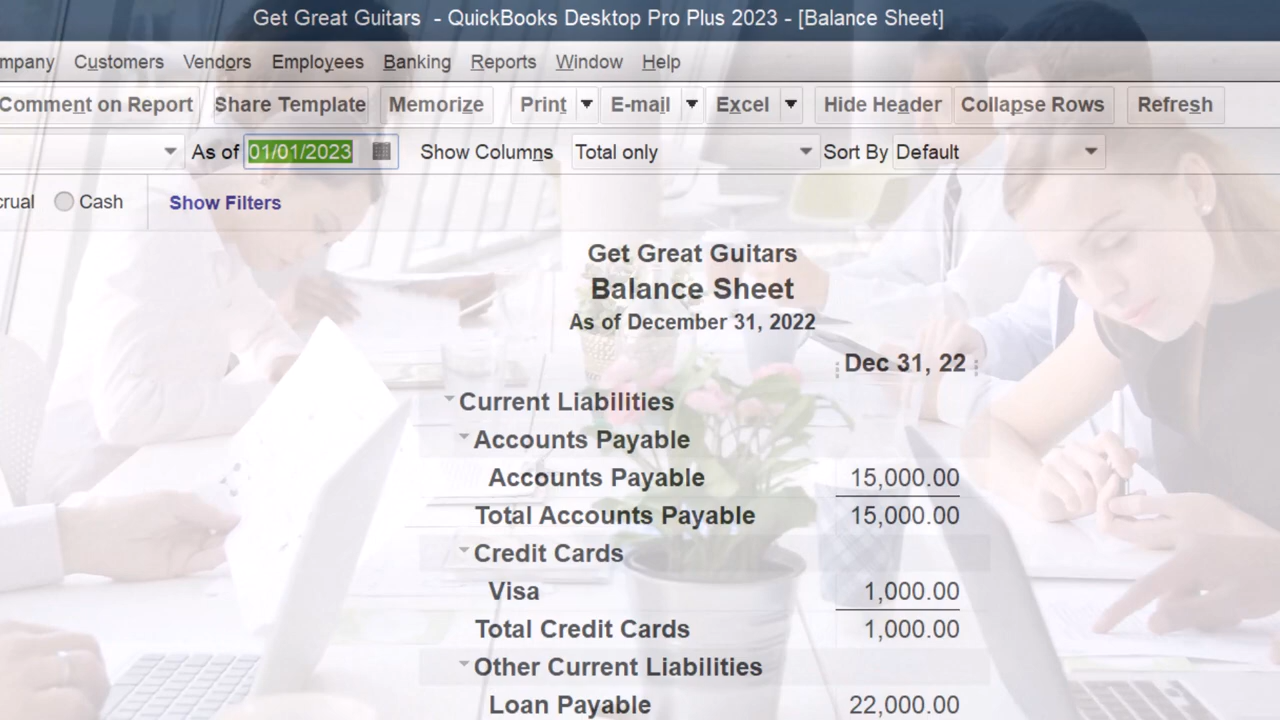 Get Great Guitars - QuickBooks Desktop Pro Plus 2023 - [Balance Sheet]
mpany Customers Vendors Employees Banking Reports Window Help
Comment on Report Share Template Memorize Print E-mail Excel Hide Header Collapse Rows Refresh
As of 01/01/2023 Show Columns Total only Sort By Default
crual Cash Show Filters
Get Great Guitars
Balance Sheet
As of December 31, 2022
Dec 31, 22
Current Liabilities
Accounts Payable
Accounts Payable 15,000.00
Total Accounts Payable 15,000.00
Credit Cards
Visa 1,000.00
Total Credit Cards 1,000.00
Other Current Liabilities
Loan Payable 22,000.00